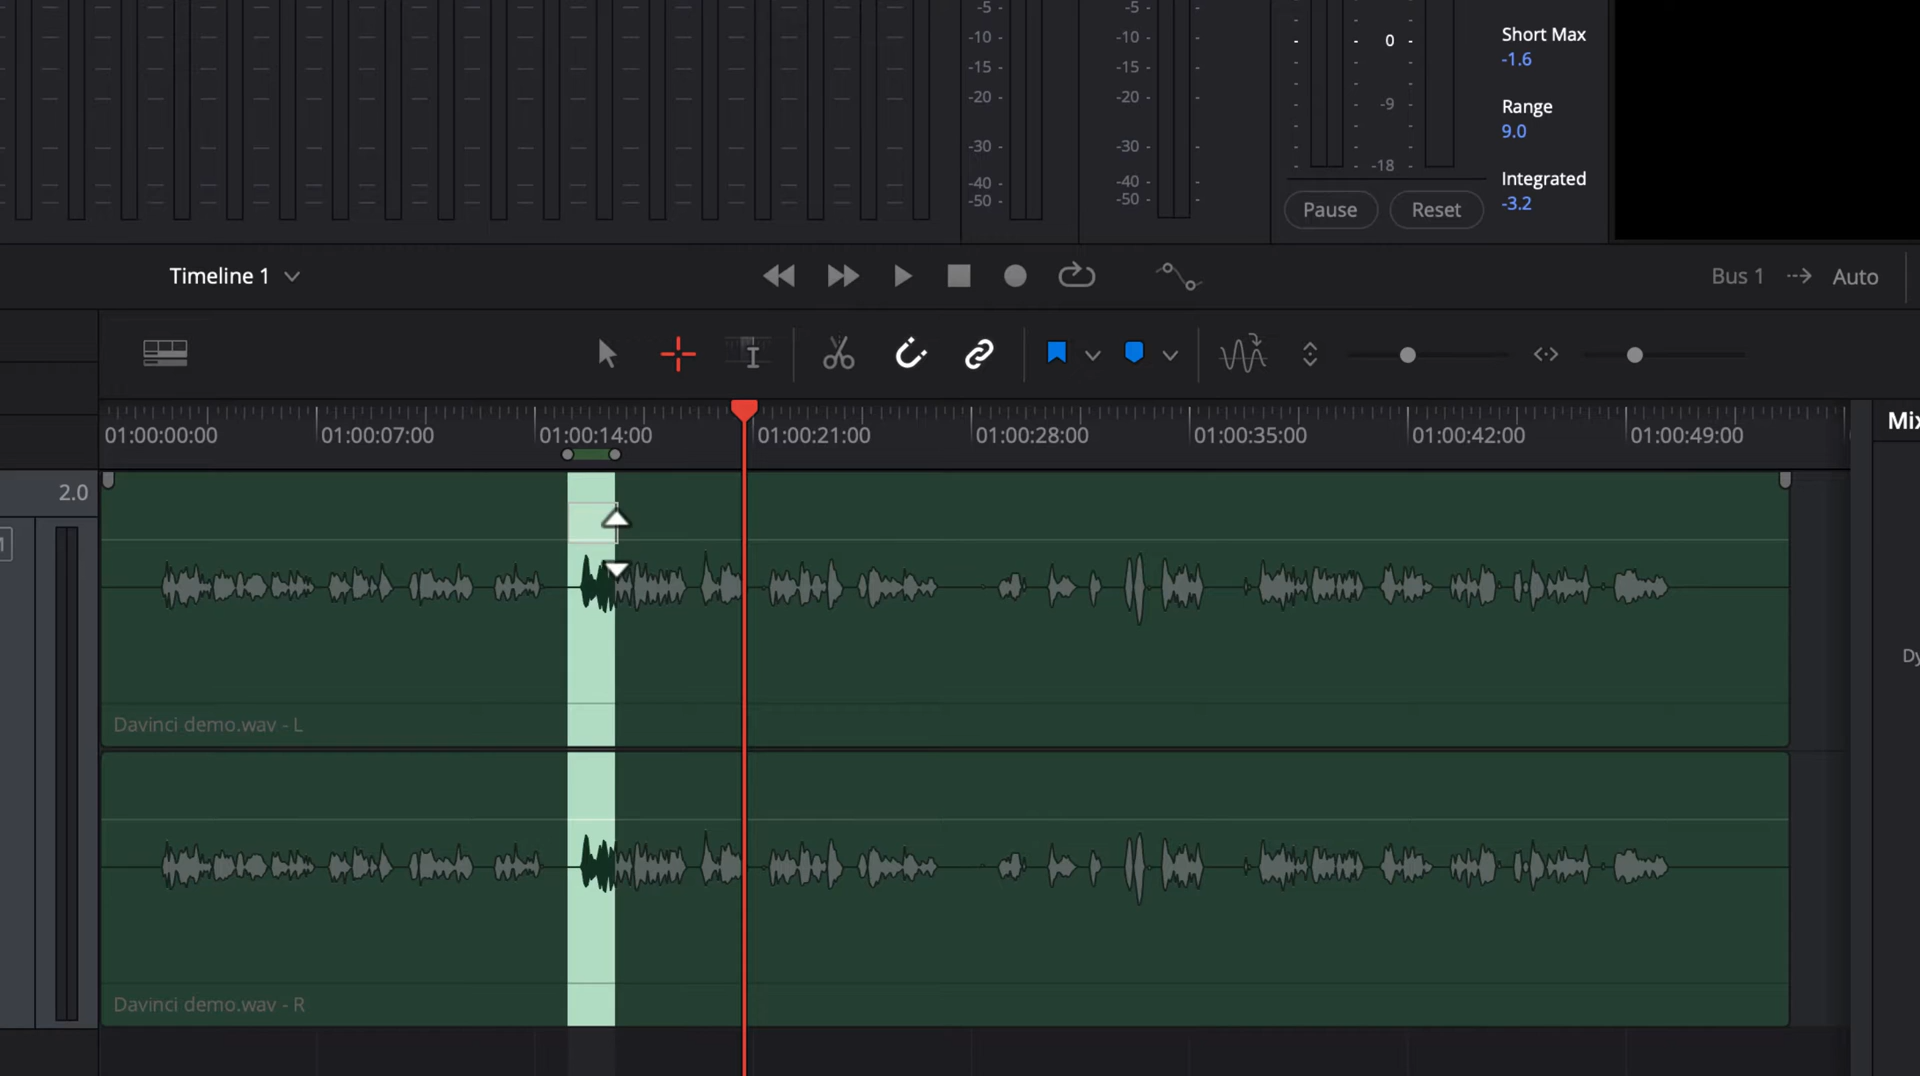 -5 -
-5 -
Short Max
-10 -
-10 -
- 0 -
-1.6
-15 -
-15 -
-20 -
-20 -
-9
Range
9.0
-30 -
-30 -
-18
-40 -
-40 -
Integrated
-50 -
-50 -
Pause
Reset
-3.2
Timeline 1
Bus 1
Auto
01:00:00:00
01:00:07:00
01:00:14:00
01:00:21:00
01:00:28:00
01:00:35:00
01:00:42:00
01:00:49:00
Mix
2.0
Dy
Davinci demo.wav - L
Davinci demo.wav - R